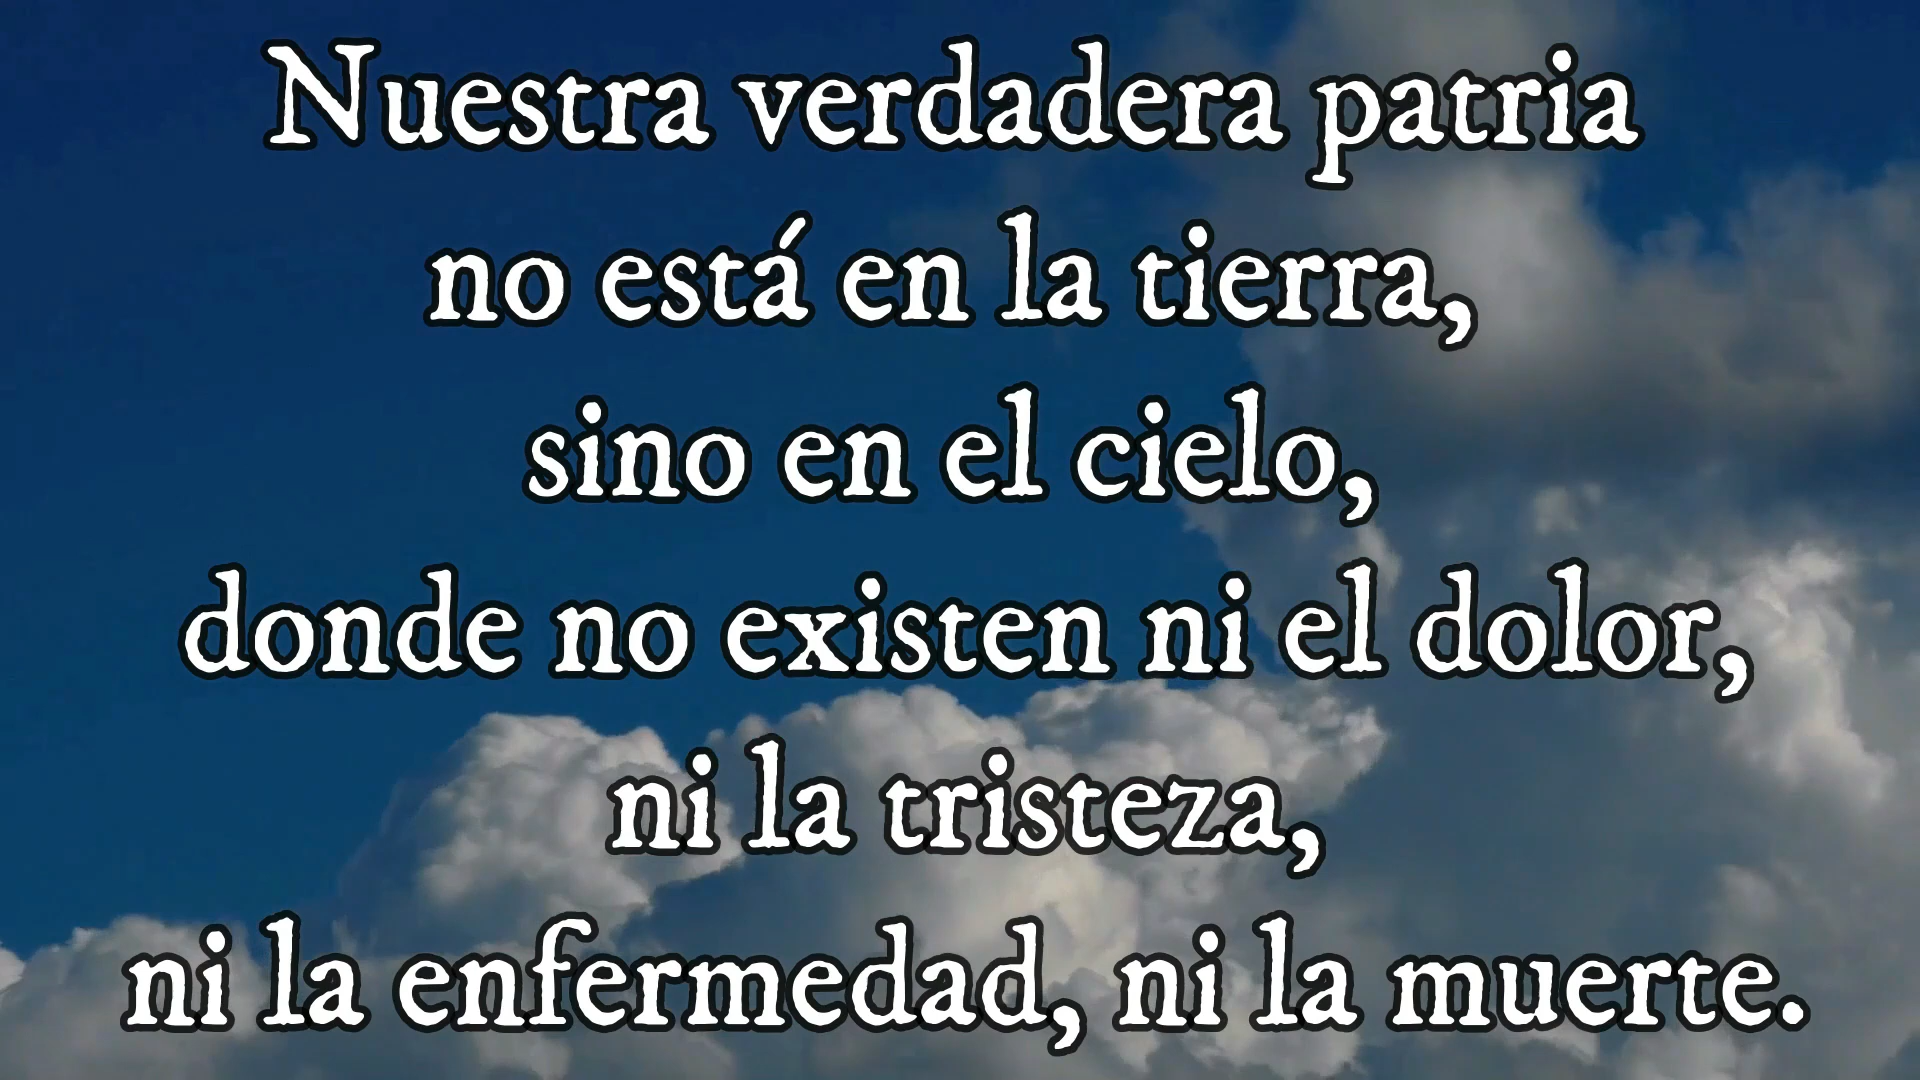 Nuestra verdadera patria
no está en la tierra,
sino en el cielo,
donde no existen ni el dolor,
ni la tristeza,
ni la enfermedad, ni la muerte.